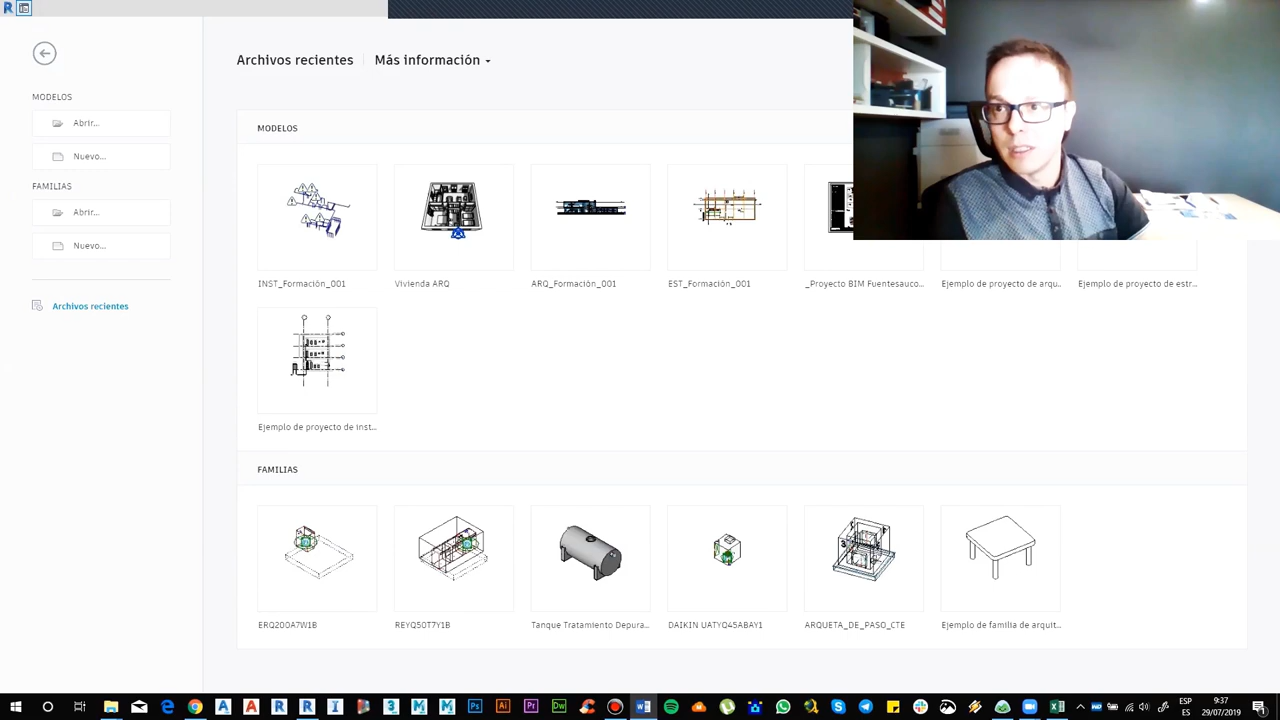 Archivos recientes
Más información
MODELOS
Abrir...
Nuevo...
FAMILIAS
Abrir...
Nuevo...
Archivos recientes
MODELOS
INST_Formación_001
Vivienda ARQ
ARQ_Formación_001
EST_Formación_001
_Proyecto BIM Fuentesauco...
Ejemplo de proyecto de arqu...
Ejemplo de proyecto de estr...
Ejemplo de proyecto de inst...
FAMILIAS
ERQ200A7W1B
REYQ50T7Y1B
Tanque Tratamiento Depura...
DAIKIN UATYQ45ABAY1
ARQUETA_DE_PASO_CTE
Ejemplo de familia de arquit...
ESP
ES
9:37
29/07/2019